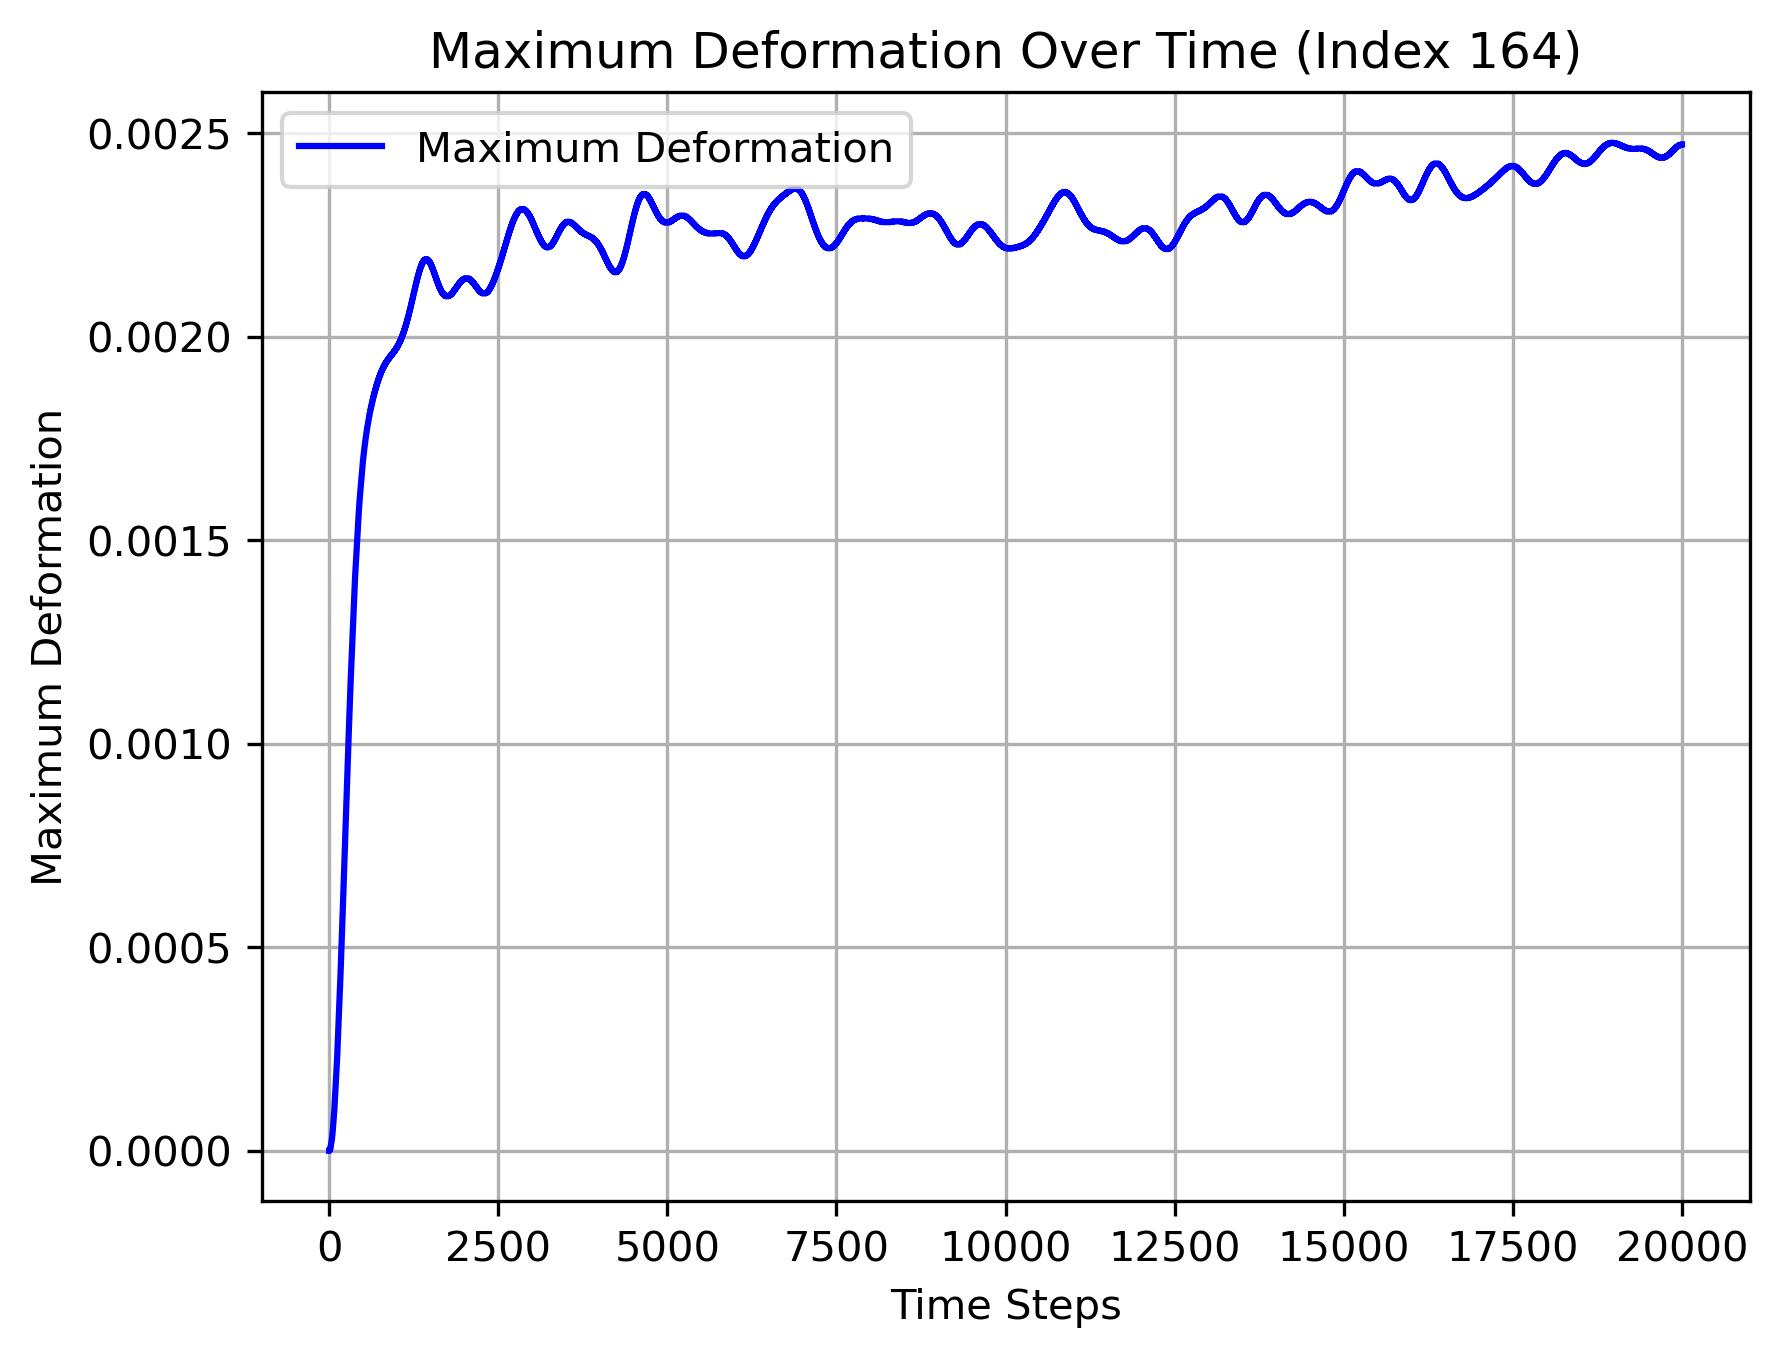 Maximum Deformation Over Time (Index 164)
Maximum Deformation
0.0025
0.0020
0.0015
0.0010
0.0005
0.0000
Maximum Deformation
0 2500 5000 7500 10000 12500 15000 17500 20000
Time Steps